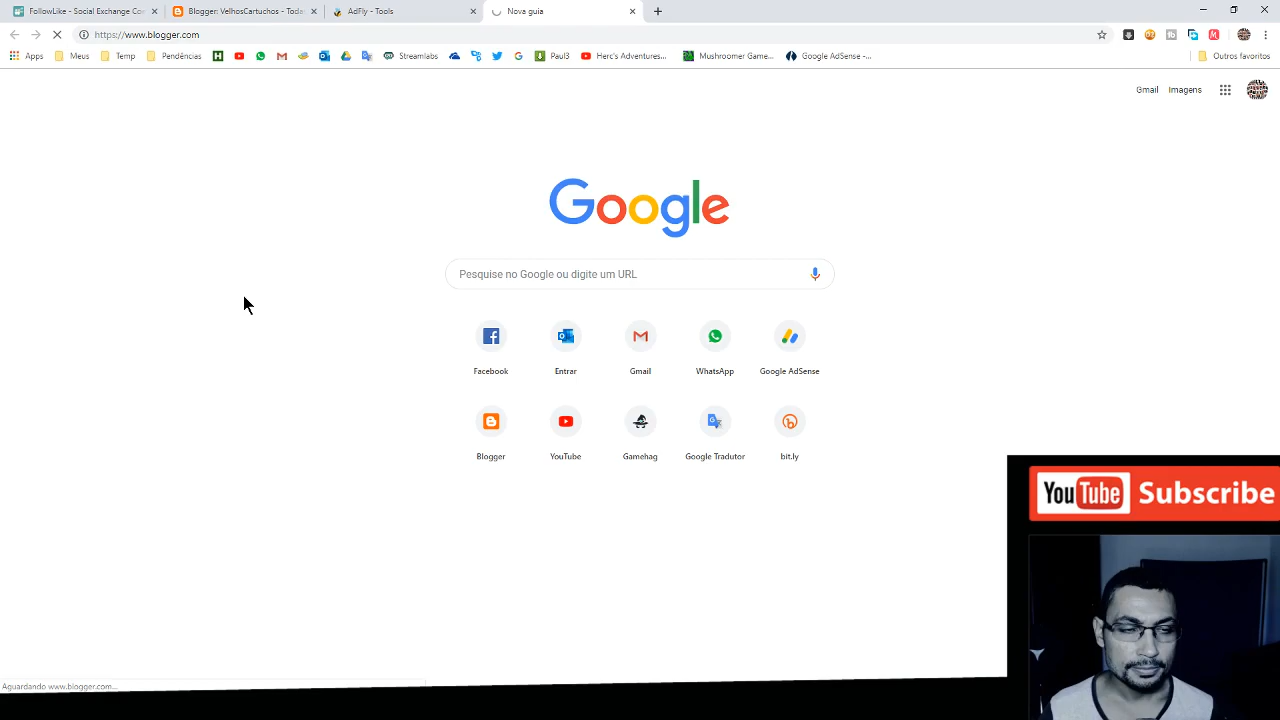 FollowLike - Social Exchange Co
Blogger: VelhosCartuchos - Toda
AdFly - Tools
Nova guia
https://www.blogger.com
Apps
Meus
Temp
Pendências
Streamlabs
Paul3
Herc's Adventures...
Mushroomer Game...
Google AdSense -...
Outros favoritos
Gmail
Imagens
Google
Pesquise no Google ou digite um URL
Facebook
Entrar
Gmail
WhatsApp
Google AdSense
Blogger
YouTube
Gamehag
Google Tradutor
bit.ly
YouTube Subscribe
Aguardando www.blogger.com...